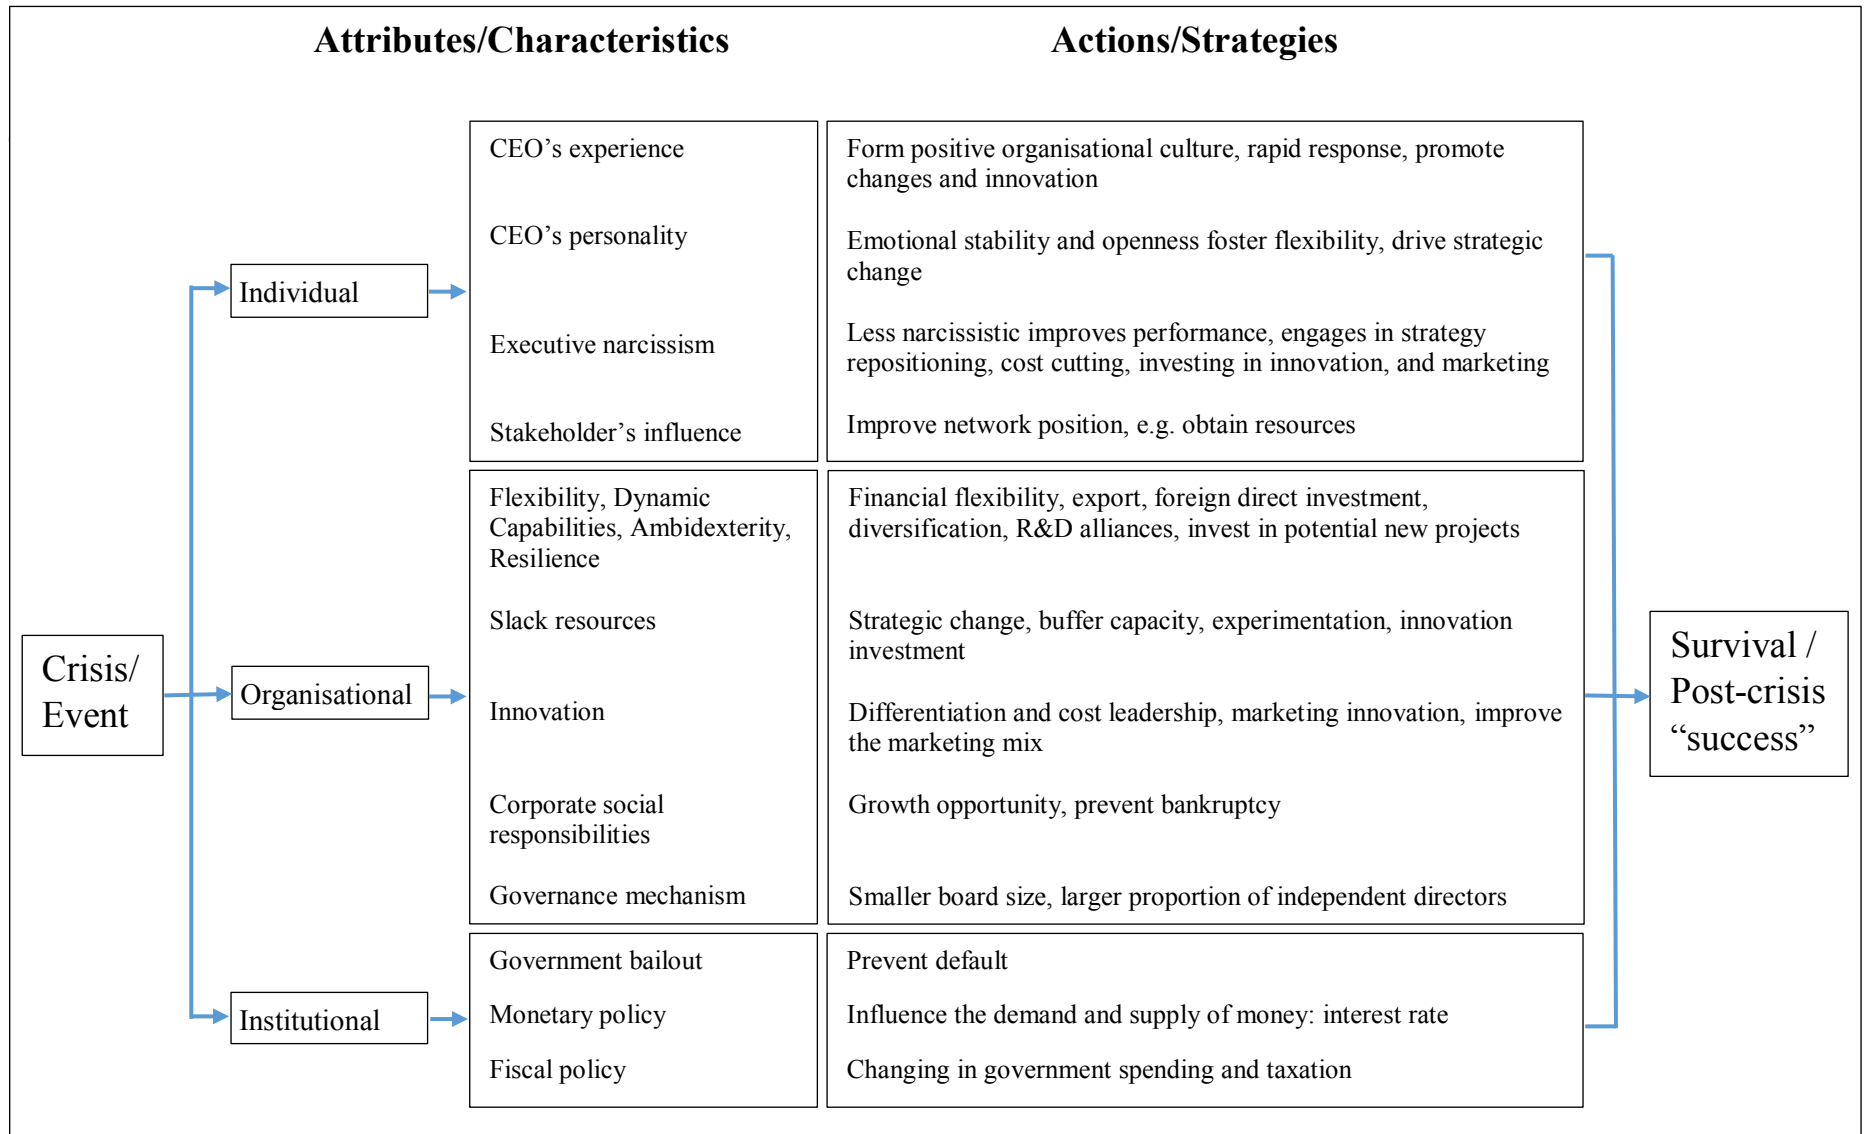 Attributes/Characteristics
Actions/Strategies
Crisis/
Event
Individual
CEO’s experience
Form positive organisational culture, rapid response, promote
changes and innovation
CEO’s personality
Emotional stability and openness foster flexibility, drive strategic
change
Executive narcissism
Less narcissistic improves performance, engages in strategy
repositioning, cost cutting, investing in innovation, and marketing
Stakeholder’s influence
Improve network position, e.g. obtain resources
Organisational
Flexibility, Dynamic
Capabilities, Ambidexterity,
Resilience
Financial flexibility, export, foreign direct investment,
diversification, R&D alliances, invest in potential new projects
Slack resources
Strategic change, buffer capacity, experimentation, innovation
investment
Innovation
Differentiation and cost leadership, marketing innovation, improve
the marketing mix
Corporate social
responsibilities
Growth opportunity, prevent bankruptcy
Governance mechanism
Smaller board size, larger proportion of independent directors
Institutional
Government bailout
Prevent default
Monetary policy
Influence the demand and supply of money: interest rate
Fiscal policy
Changing in government spending and taxation
Survival /
Post-crisis
“success”